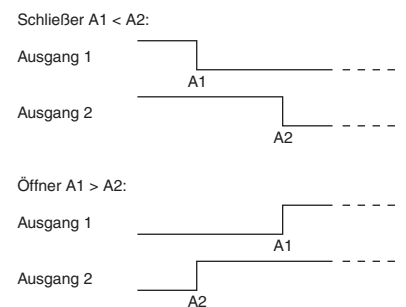 Schließer A1 < A2:
Ausgang 1
A1
Ausgang 2
A2
Öffner A1 > A2:
Ausgang 1
A1
Ausgang 2
A2